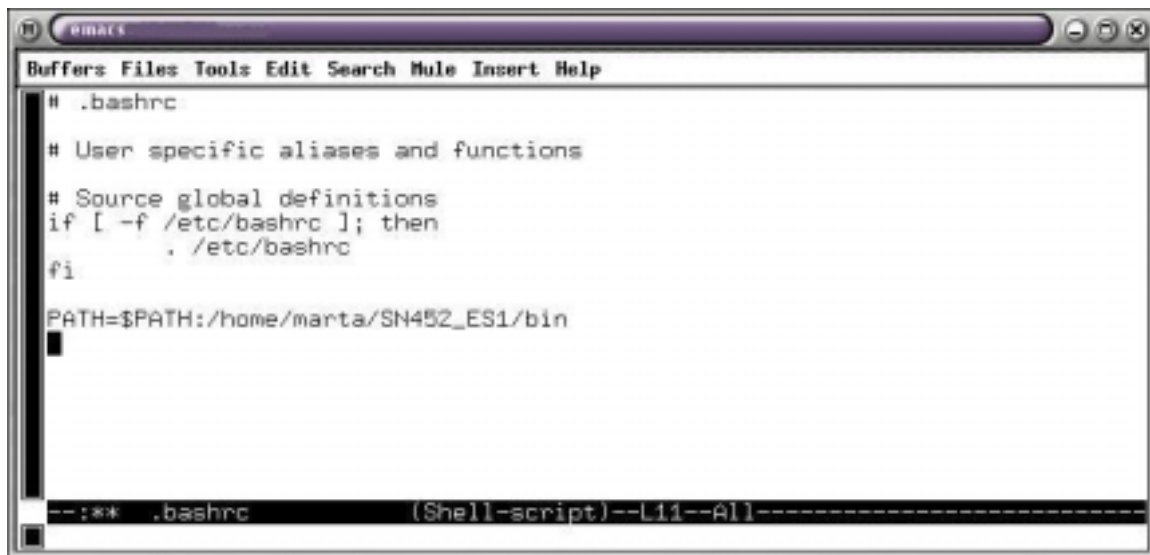 emacs
Buffers Files Tools Edit Search Mule Insert Help
# .bashrc
# User specific aliases and functions
# Source global definitions
if [ -f /etc/bashrc ]; then
. /etc/bashrc
fi
PATH=$PATH:/home/marta/SN452_ES1/bin
--:** .bashrc (Shell-script)--L11--All--------------------------